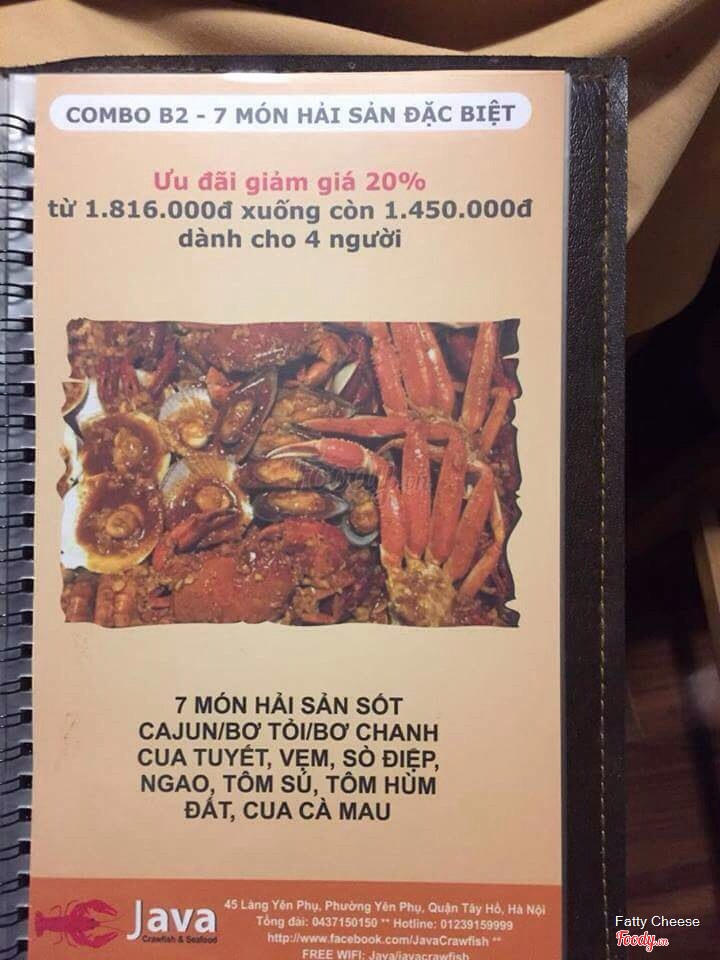 COMBO B2 - 7 MÓN HẢI SẢN ĐẶC BIỆT
Ưu đãi giảm giá 20%
từ 1.816.000đ xuống còn 1.450.000đ
dành cho 4 người
Foody.vn
7 MÓN HẢI SẢN SỐT
CAJUN/BƠ TỎI/BƠ CHANH
CUA TUYẾT, VẸM, SÒ ĐIỆP,
NGAO, TÔM SỦ, TÔM HÙM
ĐẤT, CUA CÀ MAU
Java
Crawfish & Seafood
45 Làng Yên Phụ, Phường Yên Phụ, Quận Tây Hồ, Hà Nội
Tổng đài: 0437150150 ** Hotline: 01239159999
http://www.facebook.com/JavaCrawfish **
FREE WIFI: Java/javacrawfish
Fatty Cheese
Foody.vn